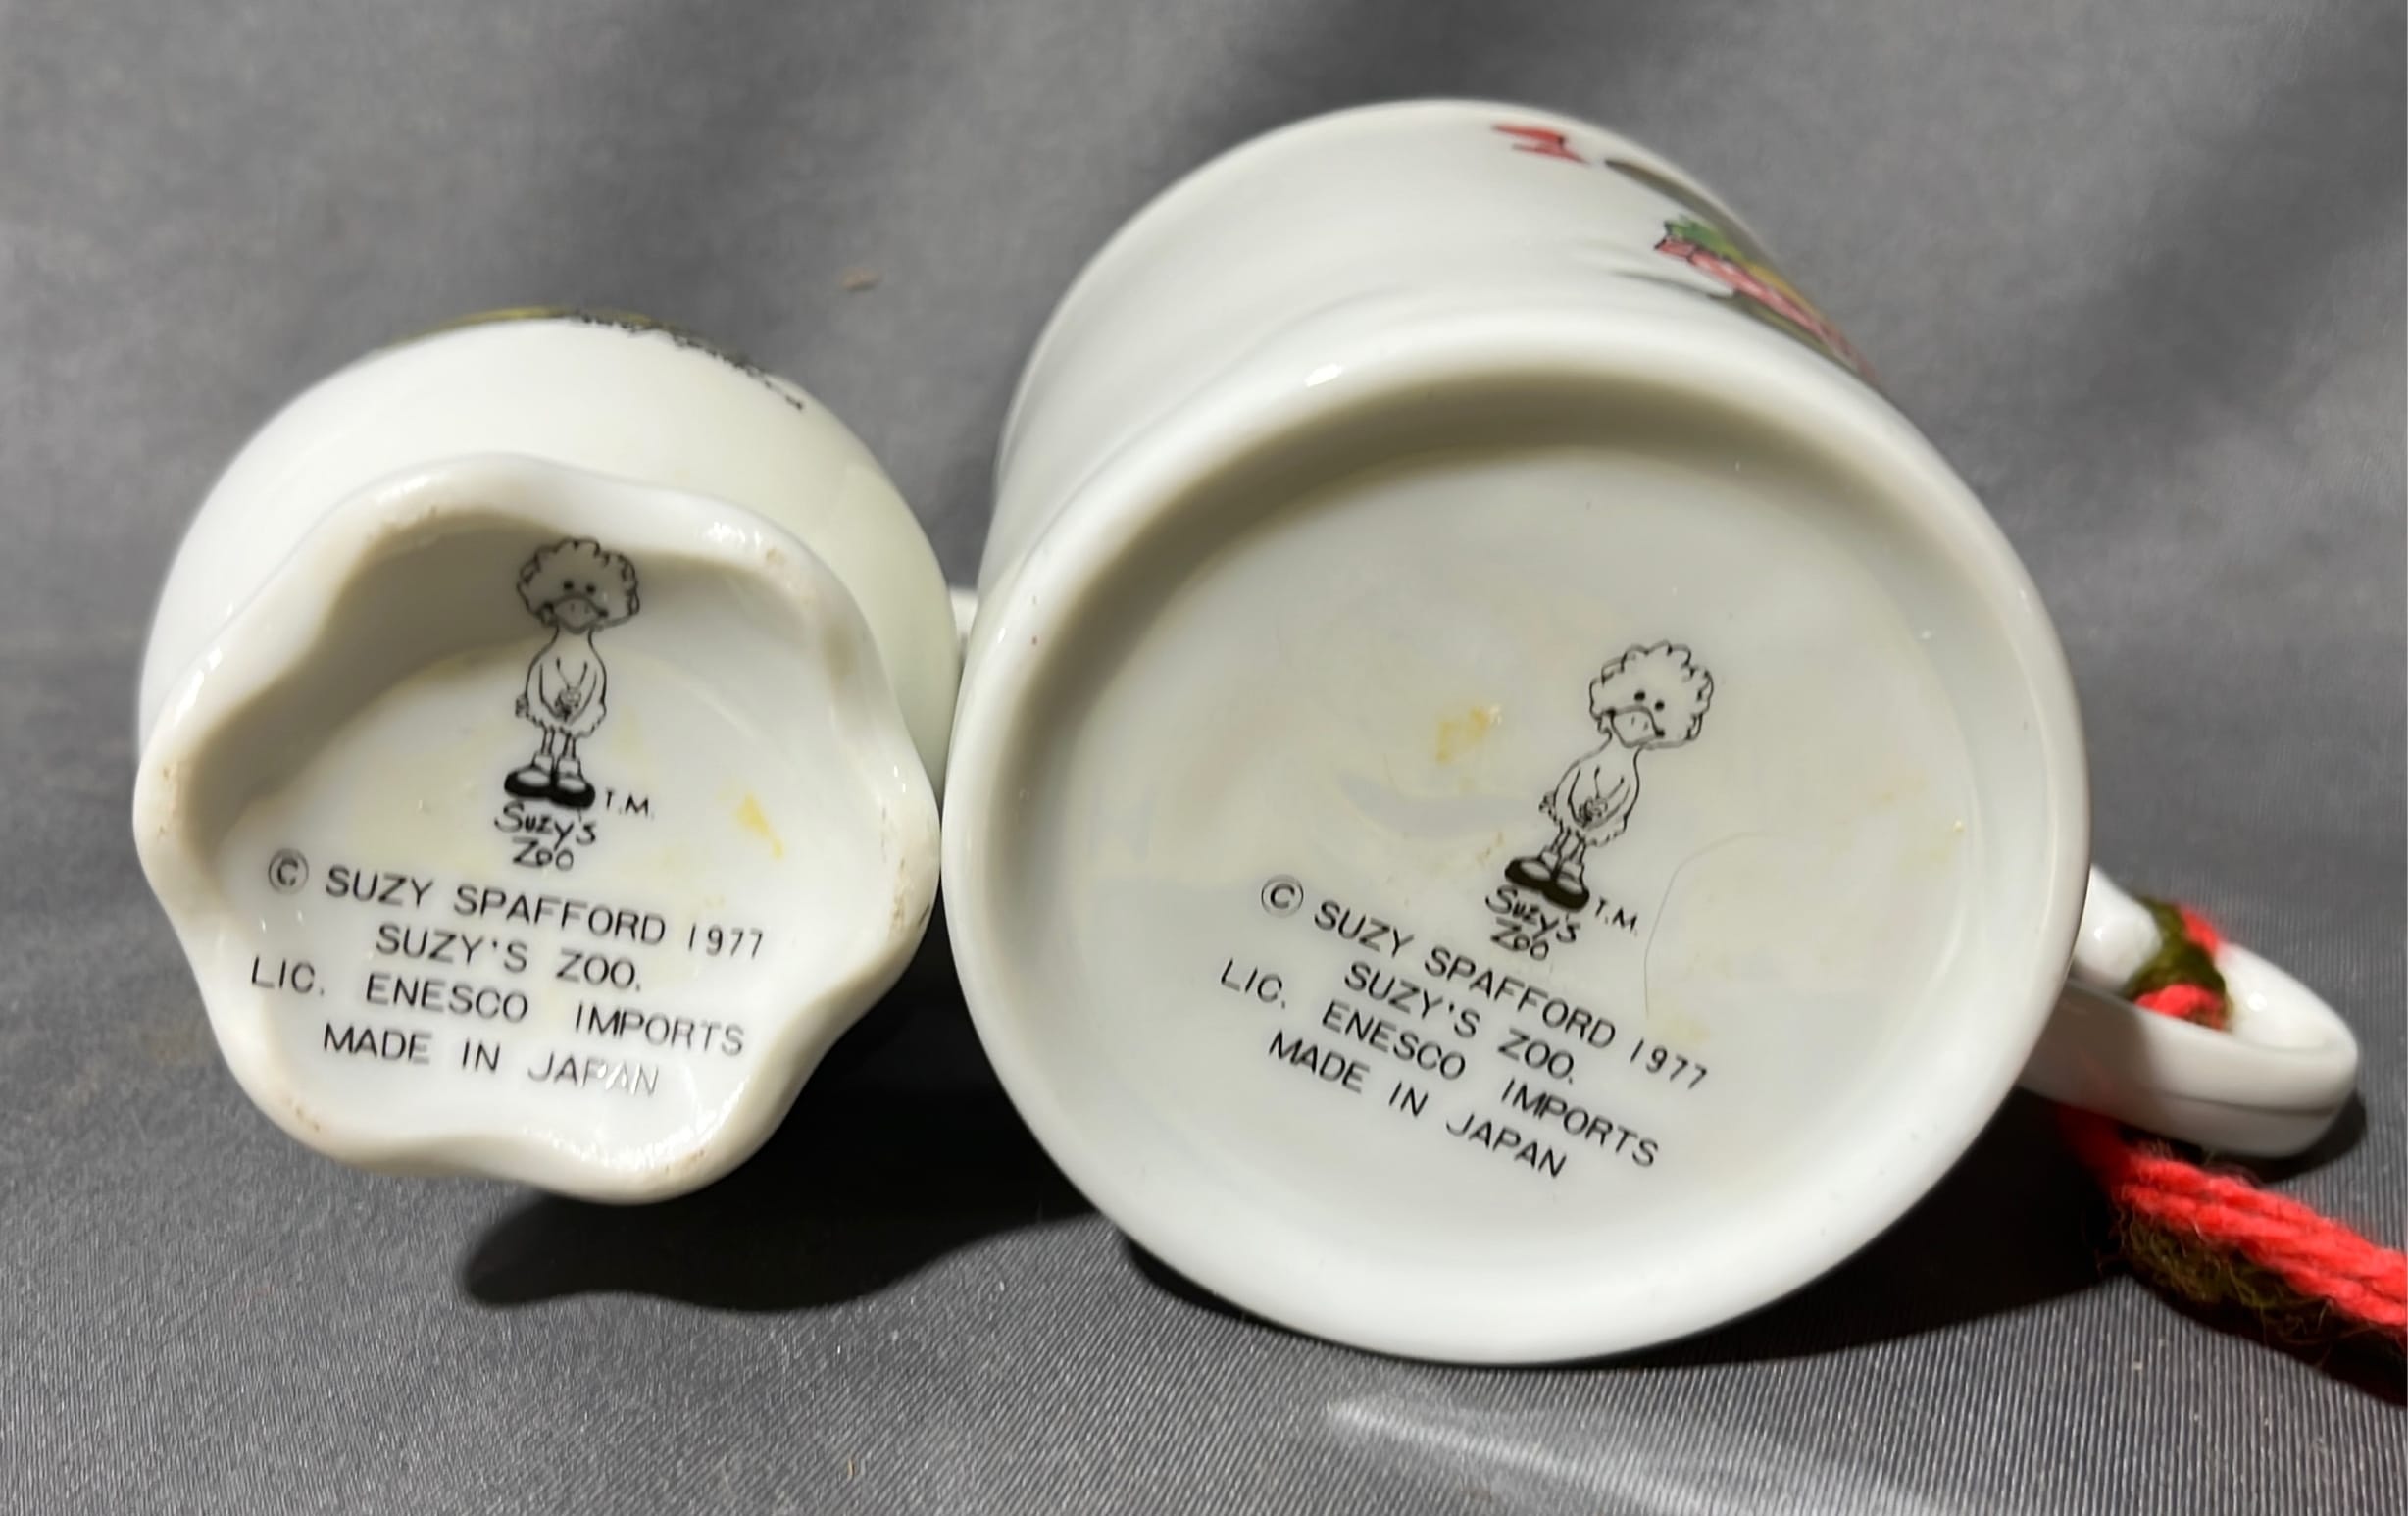 T.M.
Suzy's
Zoo
© SUZY SPAFFORD 1977
SUZY'S ZOO.
LIC. ENESCO IMPORTS
MADE IN JAPAN
T.M.
Suzy's
Zoo
© SUZY SPAFFORD 1977
SUZY'S ZOO.
LIC. ENESCO IMPORTS
MADE IN JAPAN